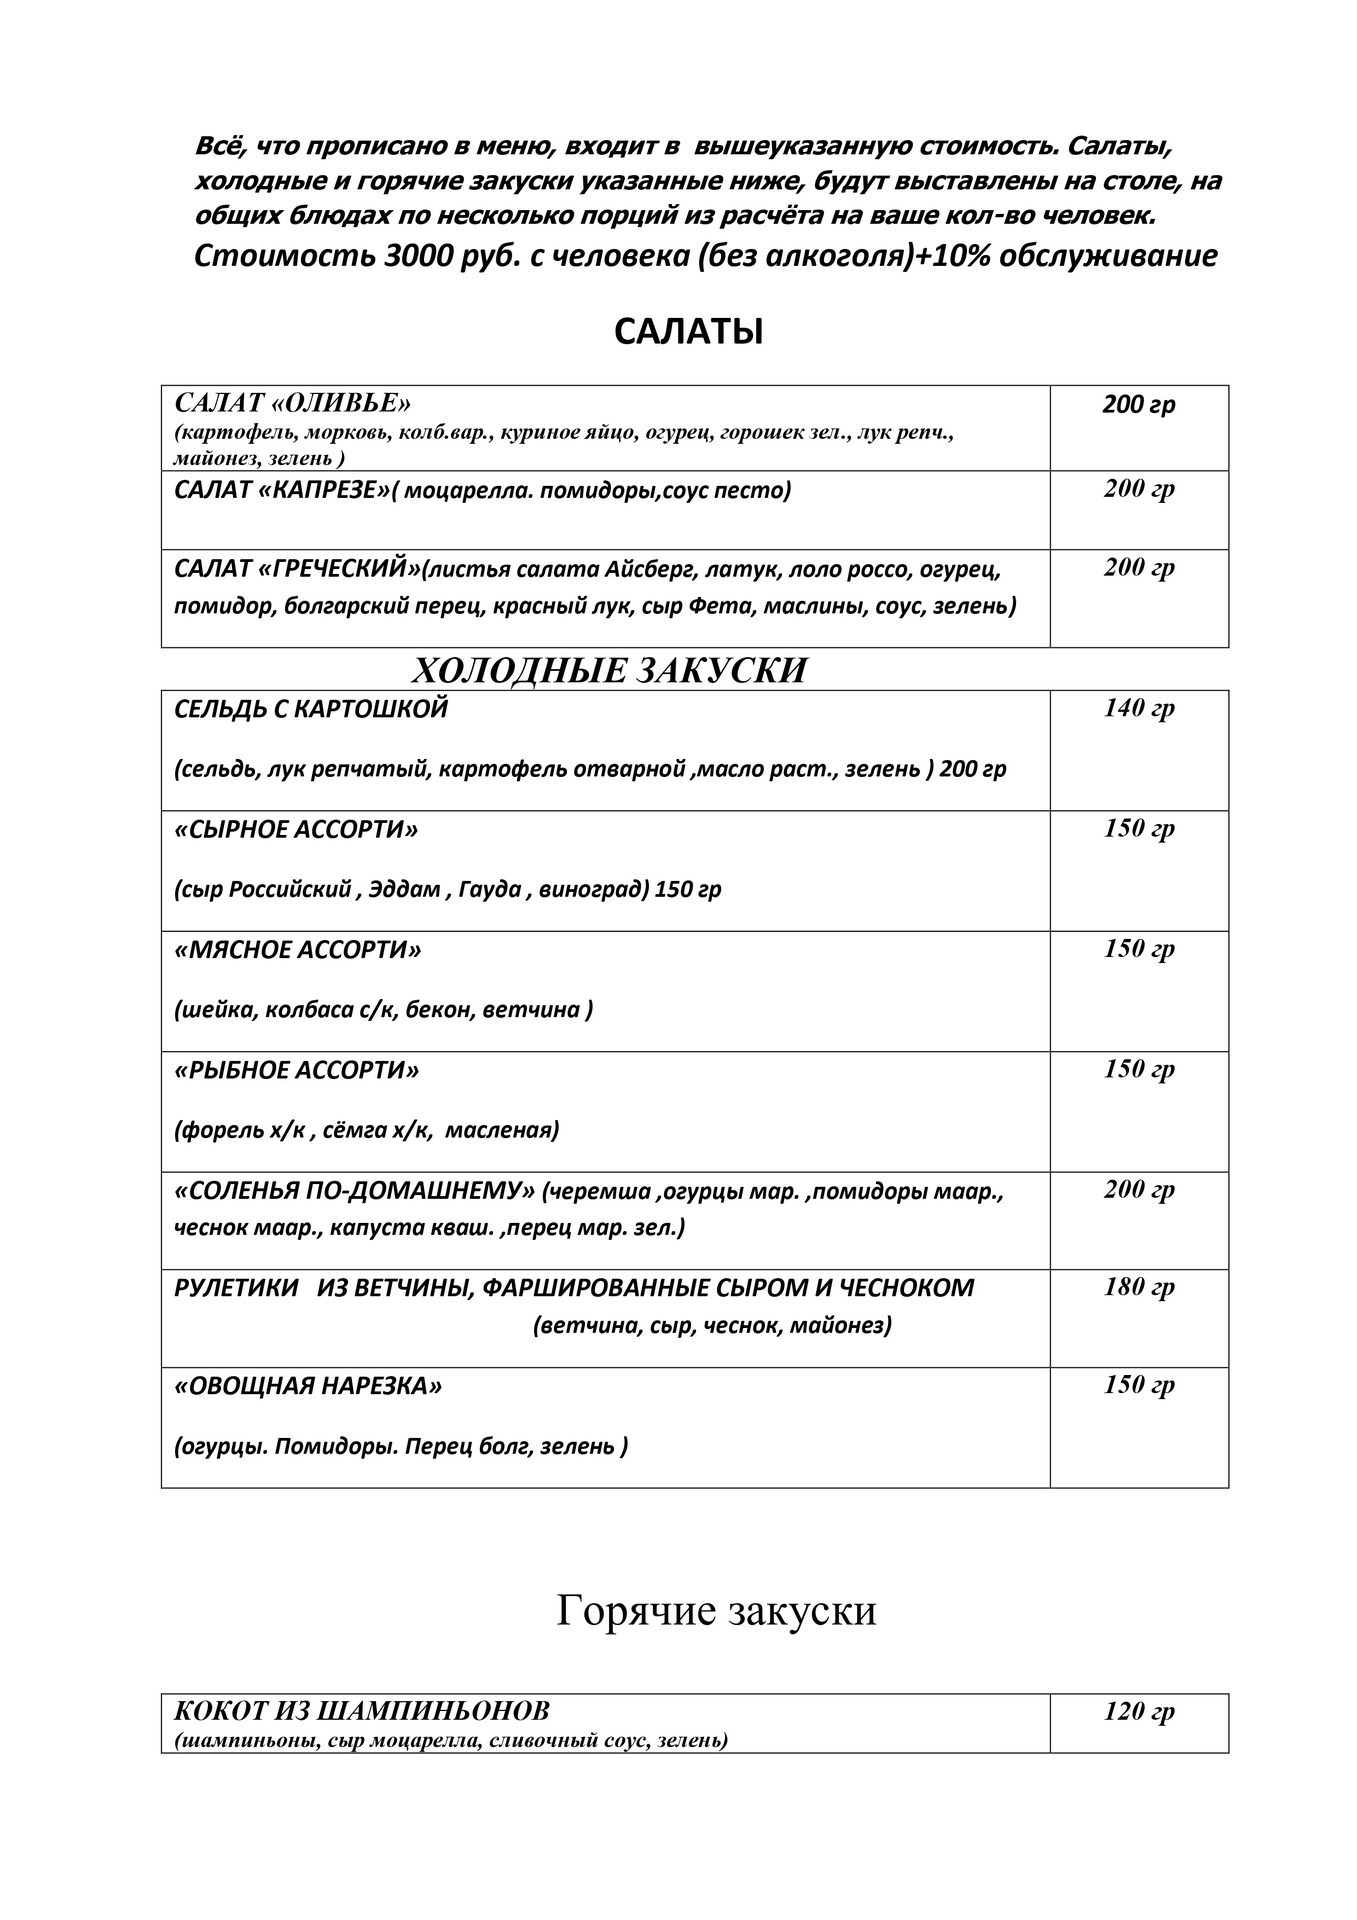 Всё, что прописано в меню, входит в вышеуказанную стоимость. Салаты,
холодные и горячие закуски указанные ниже, будут выставлены на столе, на
общих блюдах по несколько порций из расчёта на ваше кол-во человек.
Стоимость 3000 руб. с человека (без алкоголя)+10% обслуживание
САЛАТЫ
САЛАТ «ОЛИВЬЕ» 200 гр
(картофель, морковь, колб.вар., куриное яйцо, огурец, горошек зел., лук репч.,
майонез, зелень )
САЛАТ «КАПРЕЗЕ»( моцарелла. помидоры,соус песто) 200 гр
САЛАТ «ГРЕЧЕСКИЙ»(листья салата Айсберг, латук, лоло россо, огурец, 200 гр
помидор, болгарский перец, красный лук, сыр Фета, маслины, соус, зелень)
ХОЛОДНЫЕ ЗАКУСКИ
СЕЛЬДЬ С КАРТОШКОЙ 140 гр
(сельдь, лук репчатый, картофель отварной ,масло раст., зелень ) 200 гр
«СЫРНОЕ АССОРТИ» 150 гр
(сыр Российский , Эддам , Гауда , виноград) 150 гр
«МЯСНОЕ АССОРТИ» 150 гр
(шейка, колбаса с/к, бекон, ветчина )
«РЫБНОЕ АССОРТИ» 150 гр
(форель х/к , сёмга х/к, масленая)
«СОЛЕНЬЯ ПО-ДОМАШНЕМУ» (черемша ,огурцы мар. ,помидоры маар., 200 гр
чеснок маар., капуста кваш. ,перец мар. зел.)
РУЛЕТИКИ ИЗ ВЕТЧИНЫ, ФАРШИРОВАННЫЕ СЫРОМ И ЧЕСНОКОМ 180 гр
(ветчина, сыр, чеснок, майонез)
«ОВОЩНАЯ НАРЕЗКА» 150 гр
(огурцы. Помидоры. Перец болг, зелень )
Горячие закуски
КОКОТ ИЗ ШАМПИНЬОНОВ 120 гр
(шампиньоны, сыр моцарелла, сливочный соус, зелень)